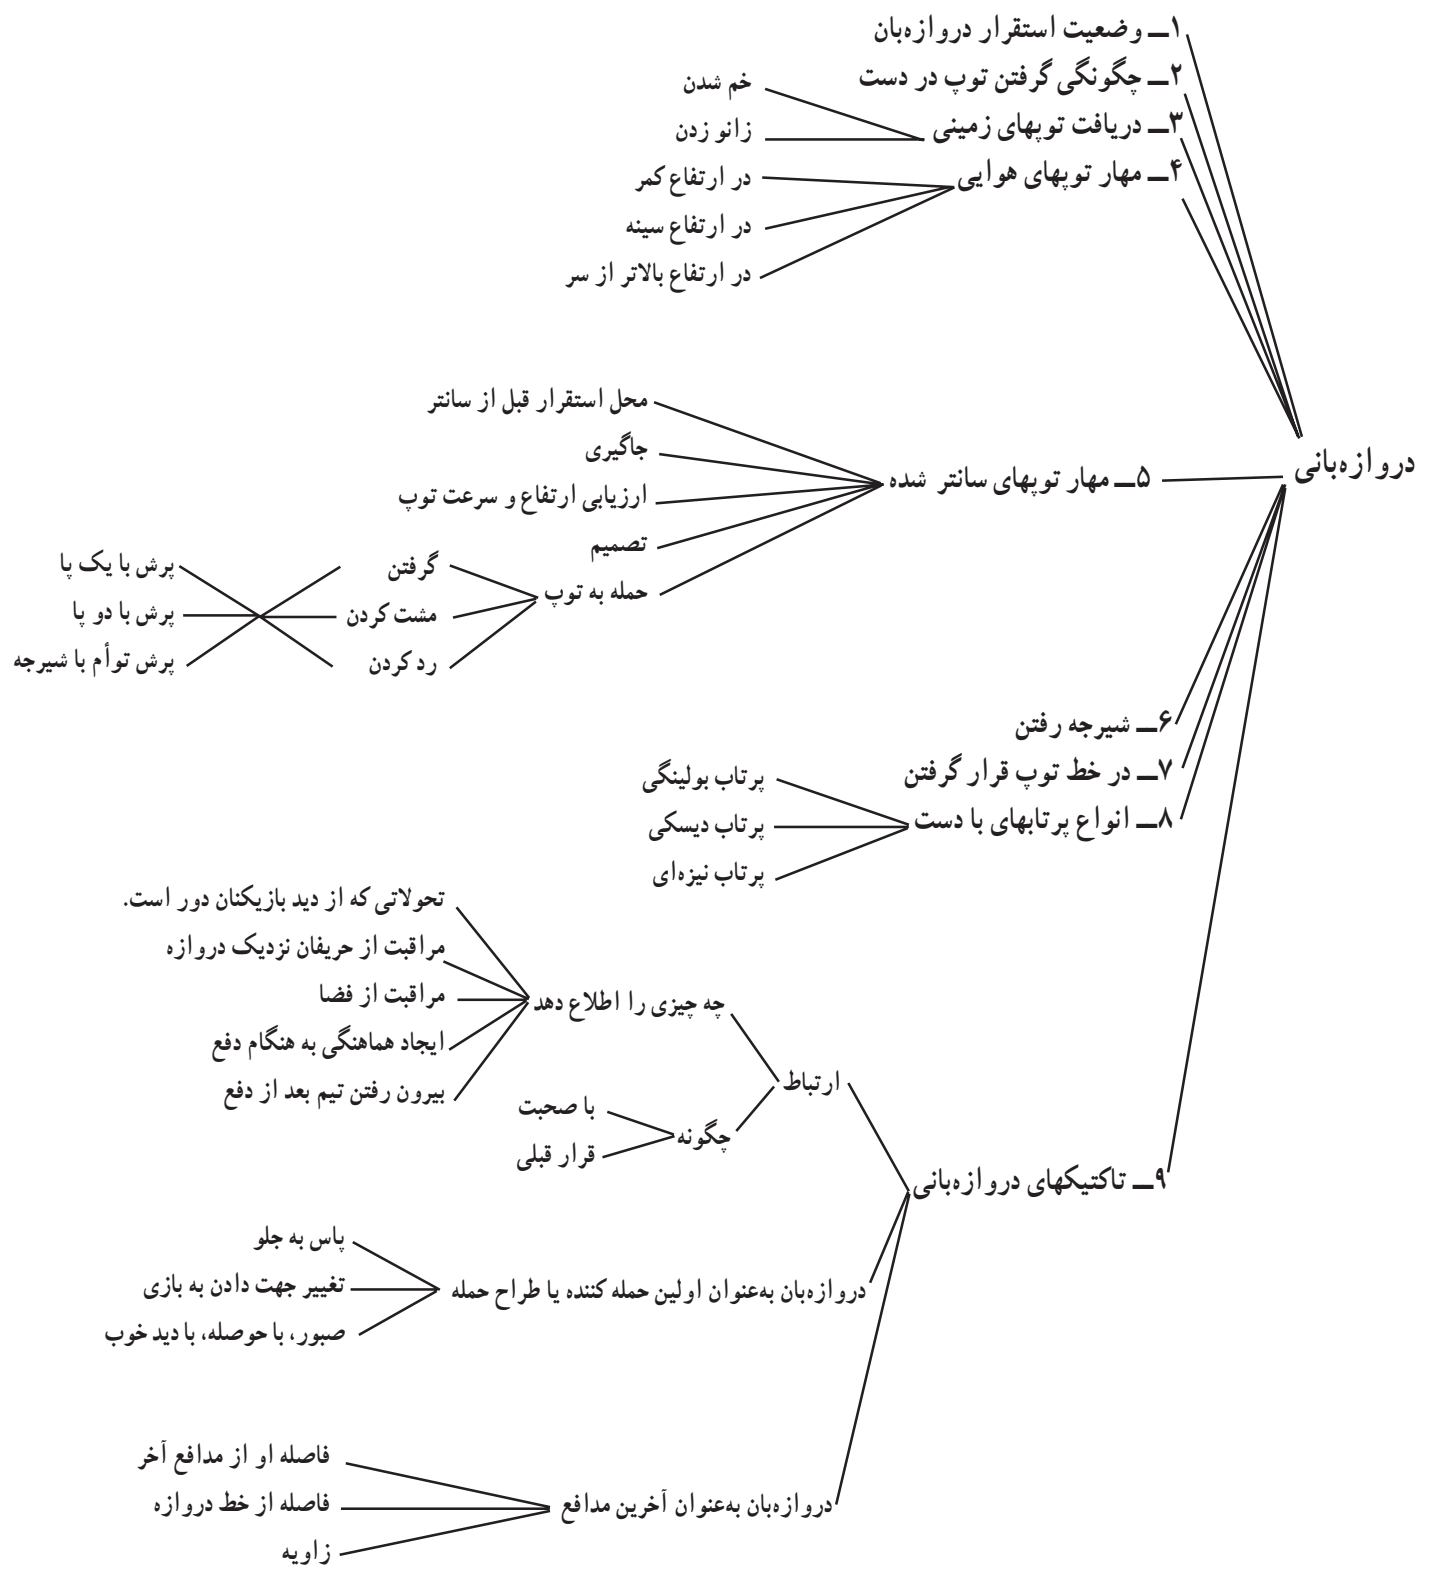 دروازه‌بانی
۱ــ وضعیت استقرار دروازه‌بان
۲ــ چگونگی گرفتن توپ در دست
۳ــ دریافت توپهای زمینی
خم شدن
زانو زدن
۴ــ مهار توپهای هوایی
در ارتفاع کمر
در ارتفاع سینه
در ارتفاع بالاتر از سر
۵ــ مهار توپهای سانتر شده
محل استقرار قبل از سانتر
جاگیری
ارزیابی ارتفاع و سرعت توپ
تصمیم
حمله به توپ
گرفتن
مشت کردن
رد کردن
پرش با یک پا
پرش با دو پا
پرش توأم با شیرجه
۶ــ شیرجه رفتن
۷ــ در خط توپ قرار گرفتن
۸ــ انواع پرتابهای با دست
پرتاب بولینگی
پرتاب دیسکی
پرتاب نیزه‌ای
۹ــ تاکتیکهای دروازه‌بانی
ارتباط
چه چیزی را اطلاع دهد
تحولاتی که از دید بازیکنان دور است.
مراقبت از حریفان نزدیک دروازه
مراقبت از فضا
ایجاد هماهنگی به هنگام دفع
بیرون رفتن تیم بعد از دفع
چگونه
با صحبت
قرار قبلی
دروازه‌بان به‌عنوان اولین حمله کننده یا طراح حمله
پاس به جلو
تغییر جهت دادن به بازی
صبور، با حوصله، با دید خوب
دروازه‌بان به‌عنوان آخرین مدافع
فاصله او از مدافع آخر
فاصله از خط دروازه
زاویه